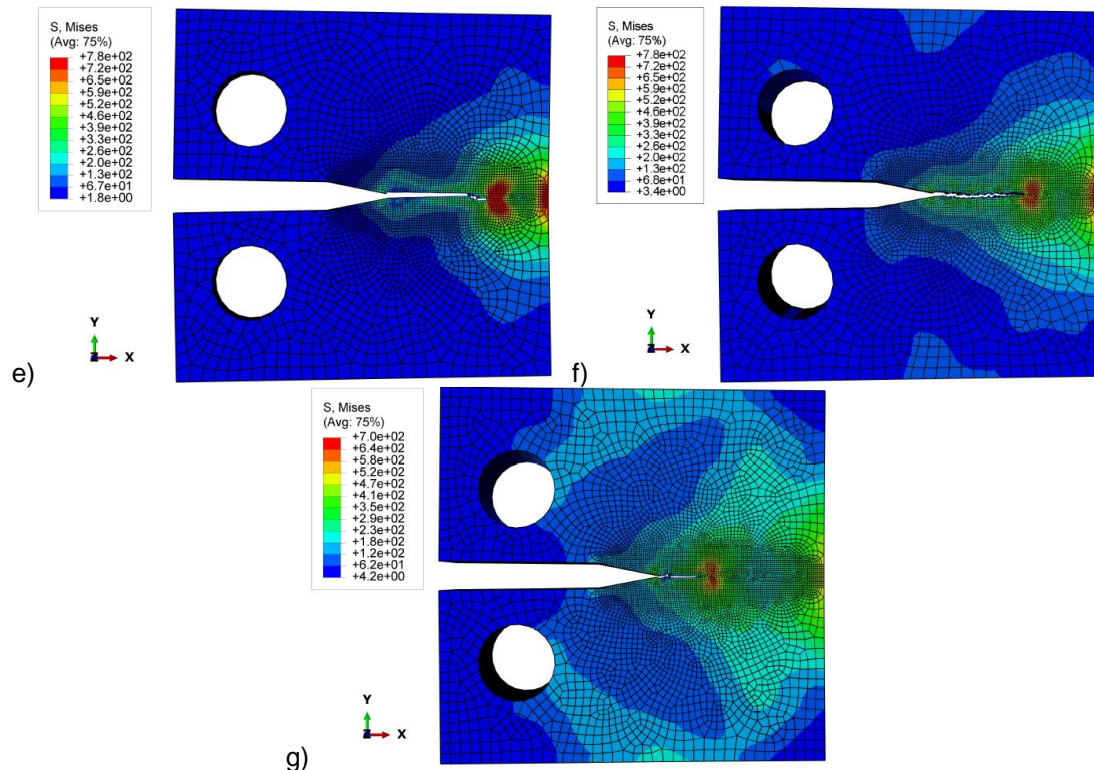 S, Mises
(Avg: 75%)
+7.8e+02
+7.2e+02
+6.5e+02
+5.9e+02
+5.2e+02
+4.6e+02
+3.9e+02
+3.3e+02
+2.6e+02
+2.0e+02
+1.3e+02
+6.7e+01
+1.8e+00
Y
X
e)
S, Mises
(Avg: 75%)
+7.8e+02
+7.2e+02
+6.5e+02
+5.9e+02
+5.2e+02
+4.6e+02
+3.9e+02
+3.3e+02
+2.6e+02
+2.0e+02
+1.3e+02
+6.8e+01
+3.4e+00
Y
X
f)
S, Mises
(Avg: 75%)
+7.0e+02
+6.4e+02
+5.8e+02
+5.2e+02
+4.7e+02
+4.1e+02
+3.5e+02
+2.9e+02
+2.3e+02
+1.8e+02
+1.2e+02
+6.2e+01
+4.2e+00
Y
X
g)